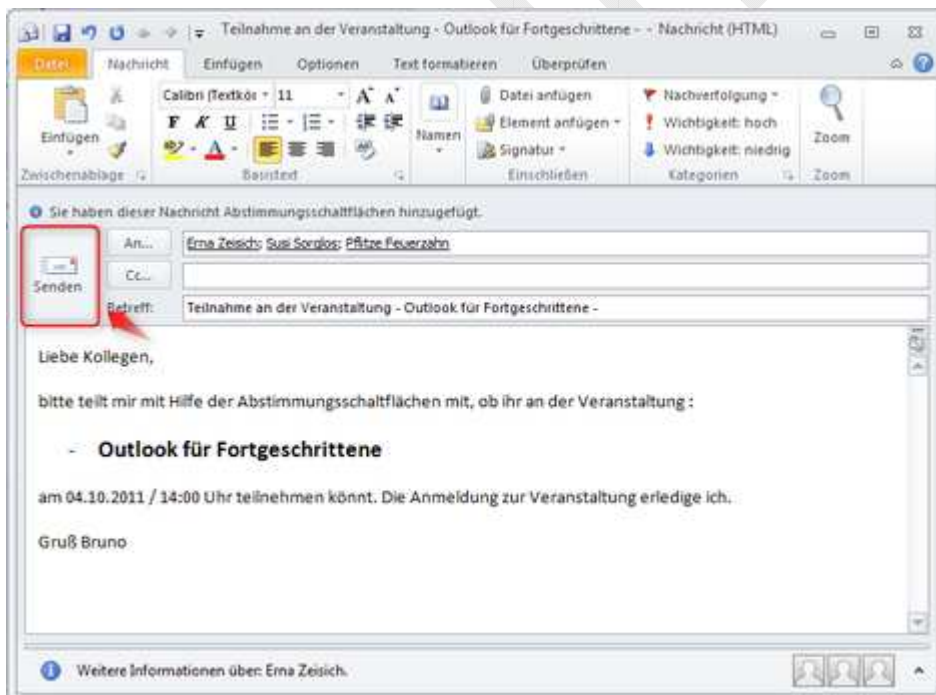 Teilnahme an der Veranstaltung - Outlook für Fortgeschrittene - - Nachricht (HTML)
Datei Nachricht Einfügen Optionen Text formatieren Überprüfen
Calibri (Textkör 11 A A
F K U
Einfügen
Namen
Datei anfügen
Element anfügen
Signatur
Nachverfolgung
Wichtigkeit: hoch
Wichtigkeit: niedrig
Zoom
Zwischenablage Basistext Einschließen Kategorien Zoom
Sie haben dieser Nachricht Abstimmungsschaltflächen hinzugefügt.
Senden
An... Erna Zeisich; Susi Sorglos; Pfitze Feuerzahn
Cc...
Betreff: Teilnahme an der Veranstaltung - Outlook für Fortgeschrittene -
Liebe Kollegen,
bitte teilt mir mit Hilfe der Abstimmungsschaltflächen mit, ob ihr an der Veranstaltung :
- Outlook für Fortgeschrittene
am 04.10.2011 / 14:00 Uhr teilnehmen könnt. Die Anmeldung zur Veranstaltung erledige ich.
Gruß Bruno
Weitere Informationen über: Erna Zeisich.